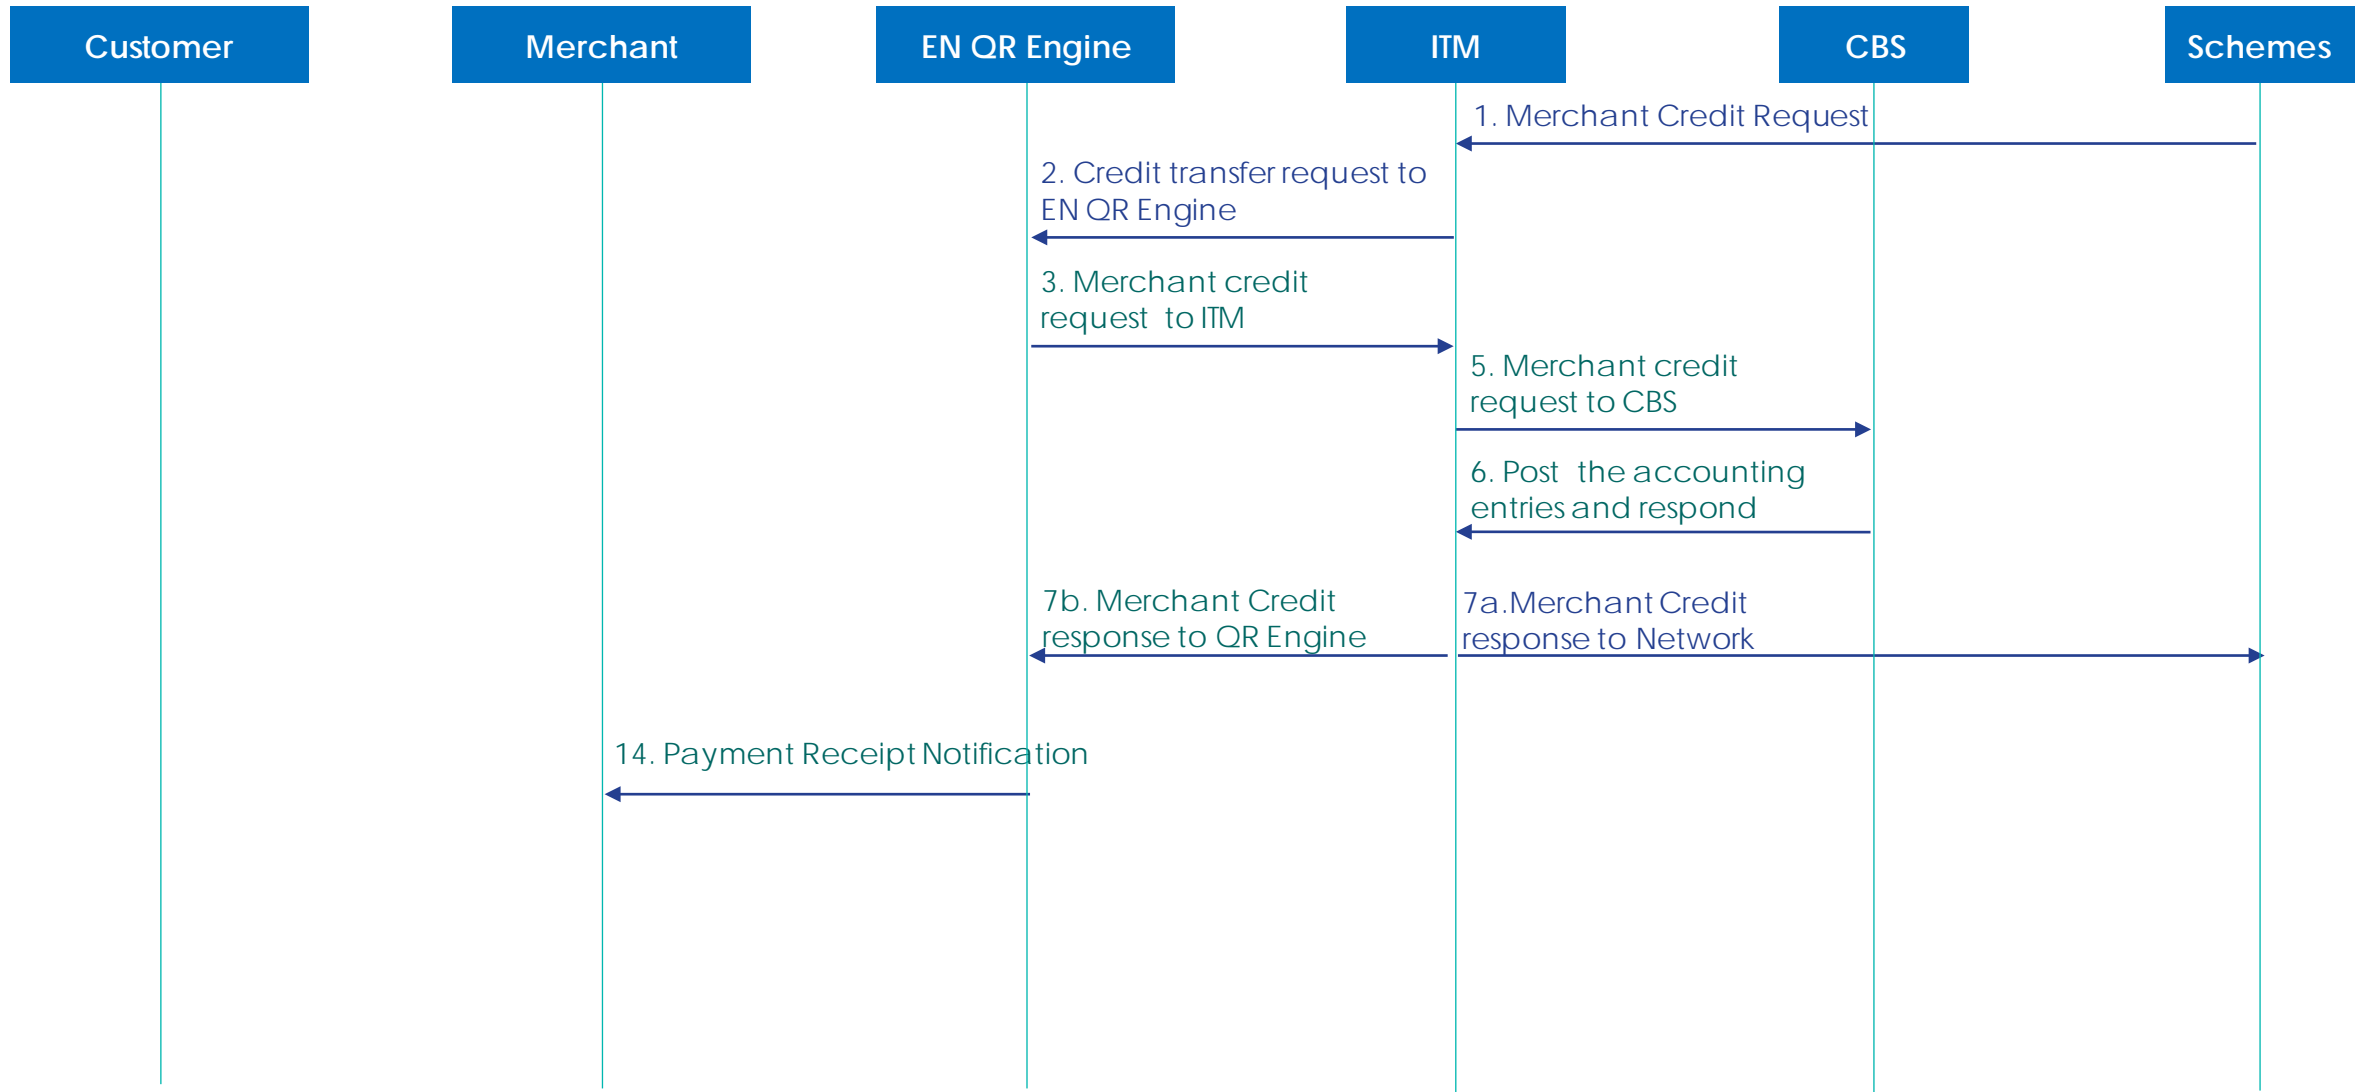 Customer
Merchant
EN QR Engine
ITM
CBS
Schemes
1. Merchant Credit Request
2. Credit transfer request to
EN QR Engine
3. Merchant credit
request to ITM
5. Merchant credit
request to CBS
6. Post the accounting
entries and respond
7b. Merchant Credit
response to QR Engine
7a.Merchant Credit
response to Network
14. Payment Receipt Notification